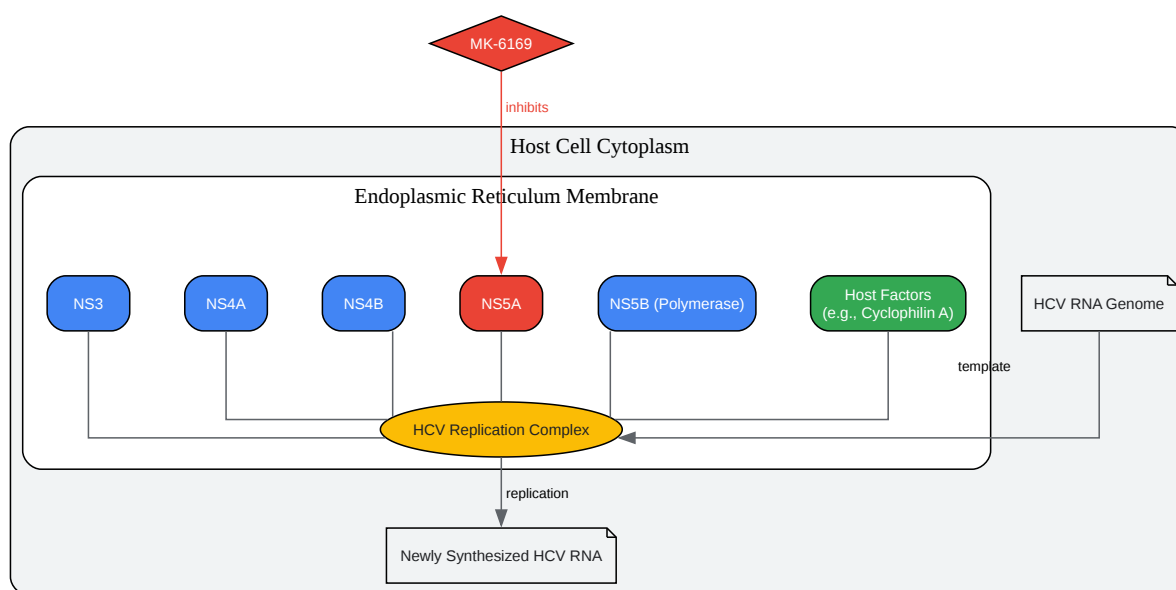 MK-6169
inhibits
Host Cell Cytoplasm
Endoplasmic Reticulum Membrane
NS3
NS4A
NS4B
NS5A
NS5B (Polymerase)
Host Factors
(e.g., Cyclophilin A)
HCV RNA Genome
template
HCV Replication Complex
replication
Newly Synthesized HCV RNA